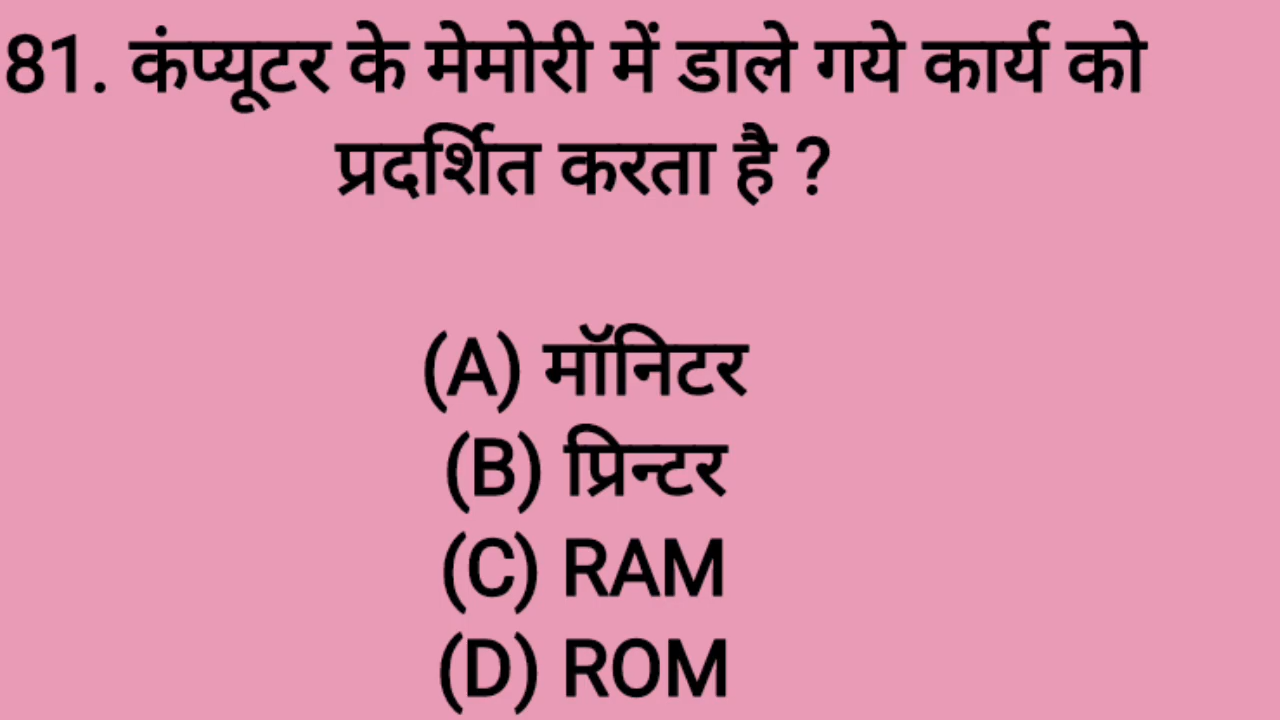 81. कंप्यूटर के मेमोरी में डाले गये कार्य को
प्रदर्शित करता है ?
(A) मॉनिटर
(B) प्रिन्टर
(C) RAM
(D) ROM